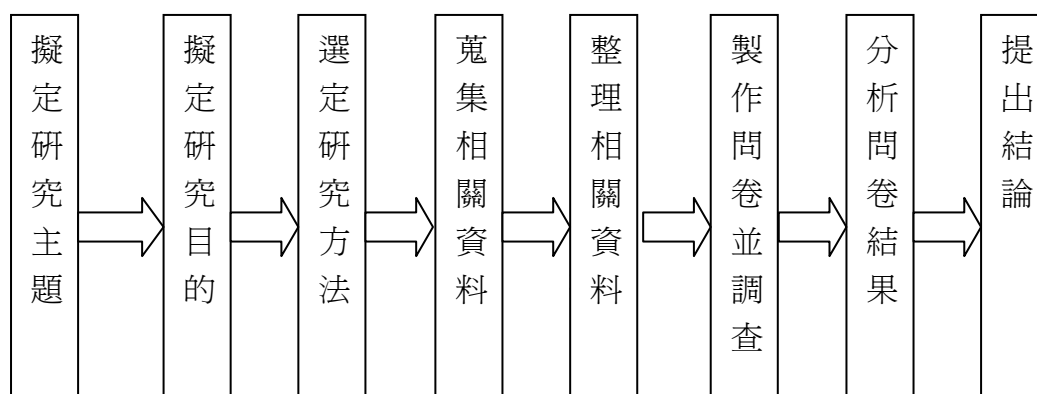 擬定研究主題
擬定研究目的
選定研究方法
蒐集相關資料
整理相關資料
製作問卷並調查
分析問卷結果
提出結論